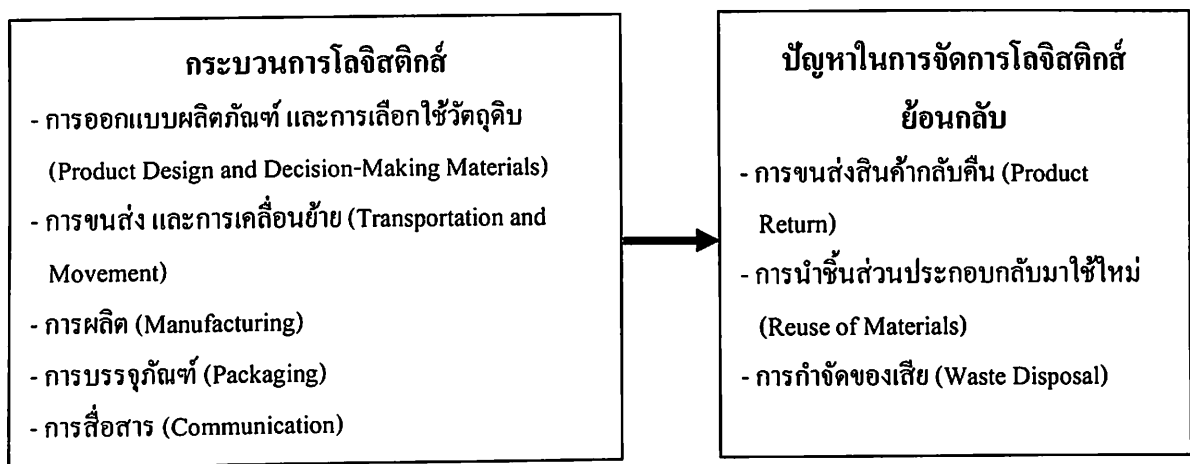 กระบวนการโลจิสติกส์
- การออกแบบผลิตภัณฑ์ และการเลือกใช้วัตถุดิบ
(Product Design and Decision-Making Materials)
- การขนส่ง และการเคลื่อนย้าย (Transportation and
Movement)
- การผลิต (Manufacturing)
- การบรรจุภัณฑ์ (Packaging)
- การสื่อสาร (Communication)
ปัญหาในการจัดการโลจิสติกส์
ย้อนกลับ
- การขนส่งสินค้ากลับคืน (Product
Return)
- การนำชิ้นส่วนประกอบกลับมาใช้ใหม่
(Reuse of Materials)
- การกำจัดของเสีย (Waste Disposal)